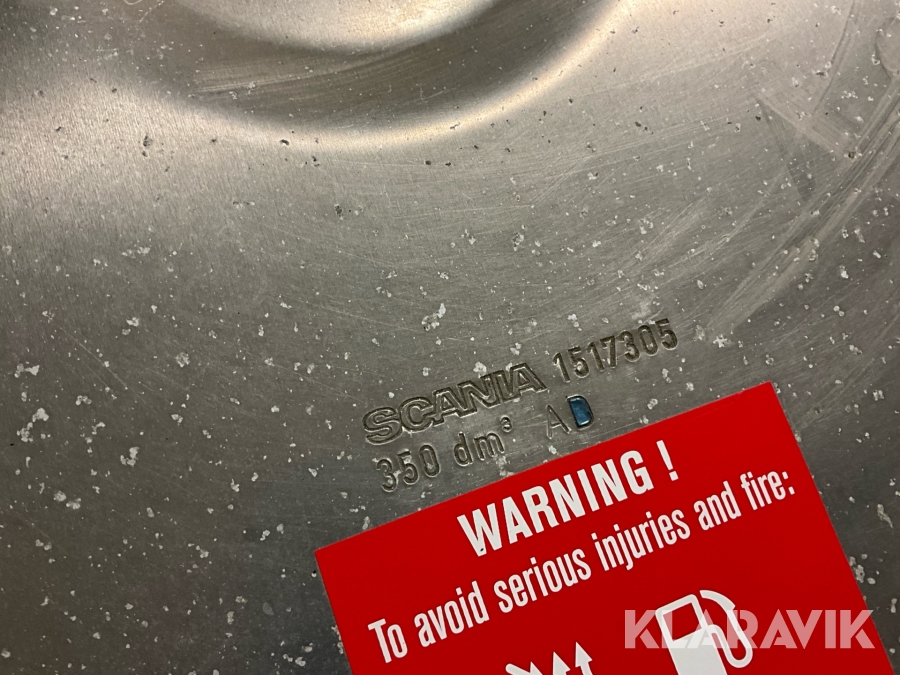 SCANIA 1517305
350 dm³ AD
WARNING !
To avoid serious injuries and fire:
KLARAVIK